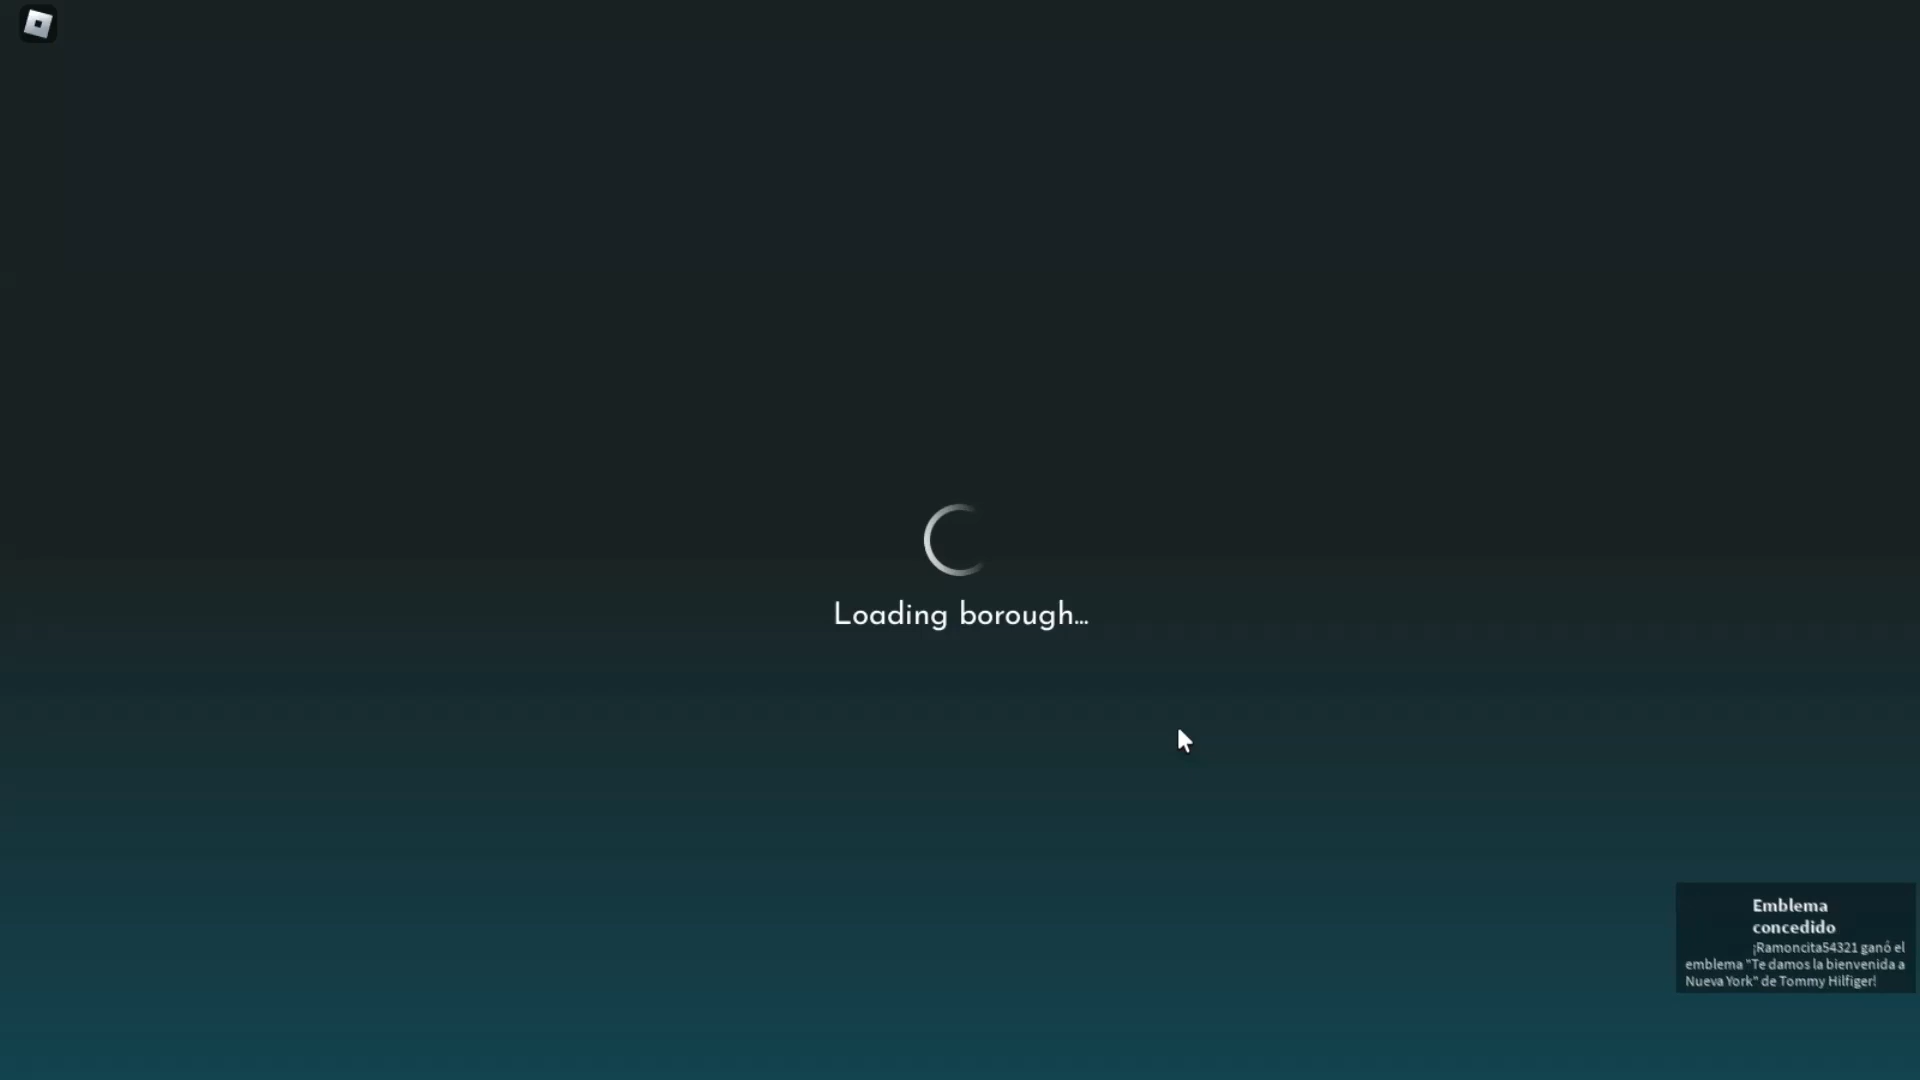 Loading borough...
Emblema
concedido
¡Ramoncita54321 ganó el
emblema "Te damos la bienvenida a
Nueva York" de Tommy Hilfiger!